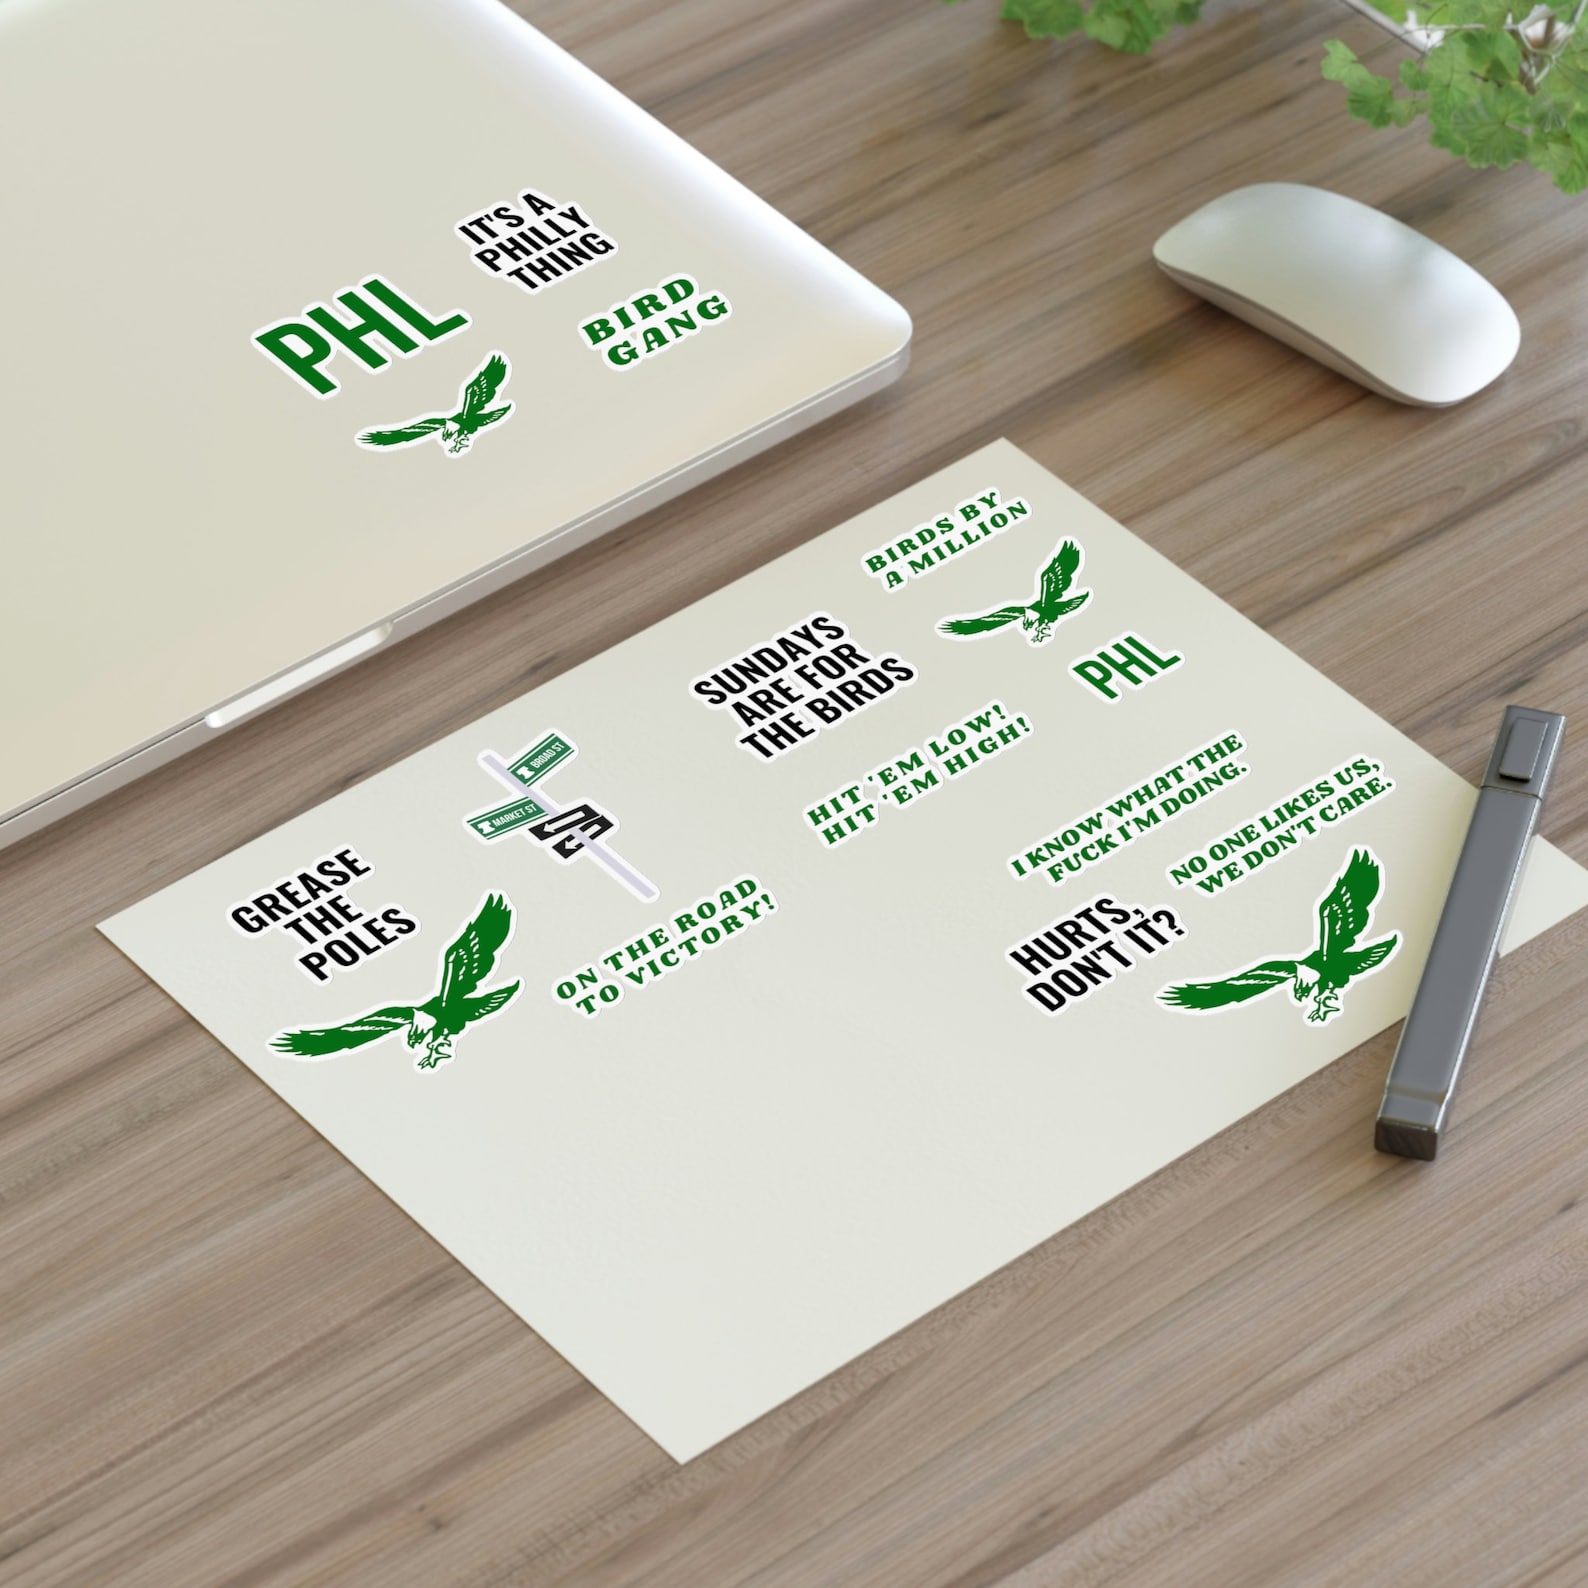 IT'S A
PHILLY
THING
PHL
BIRD
GANG
BIRDS BY
A MILLION
SUNDAYS
ARE FOR
THE BIRDS
PHL
HIT 'EM LOW!
HIT 'EM HIGH!
BROAD ST
MARKET ST
I KNOW WHAT THE
FUCK I'M DOING.
NO ONE LIKES US,
WE DON'T CARE.
GREASE
THE
POLES
ON THE ROAD
TO VICTORY!
HURTS,
DON'T IT?